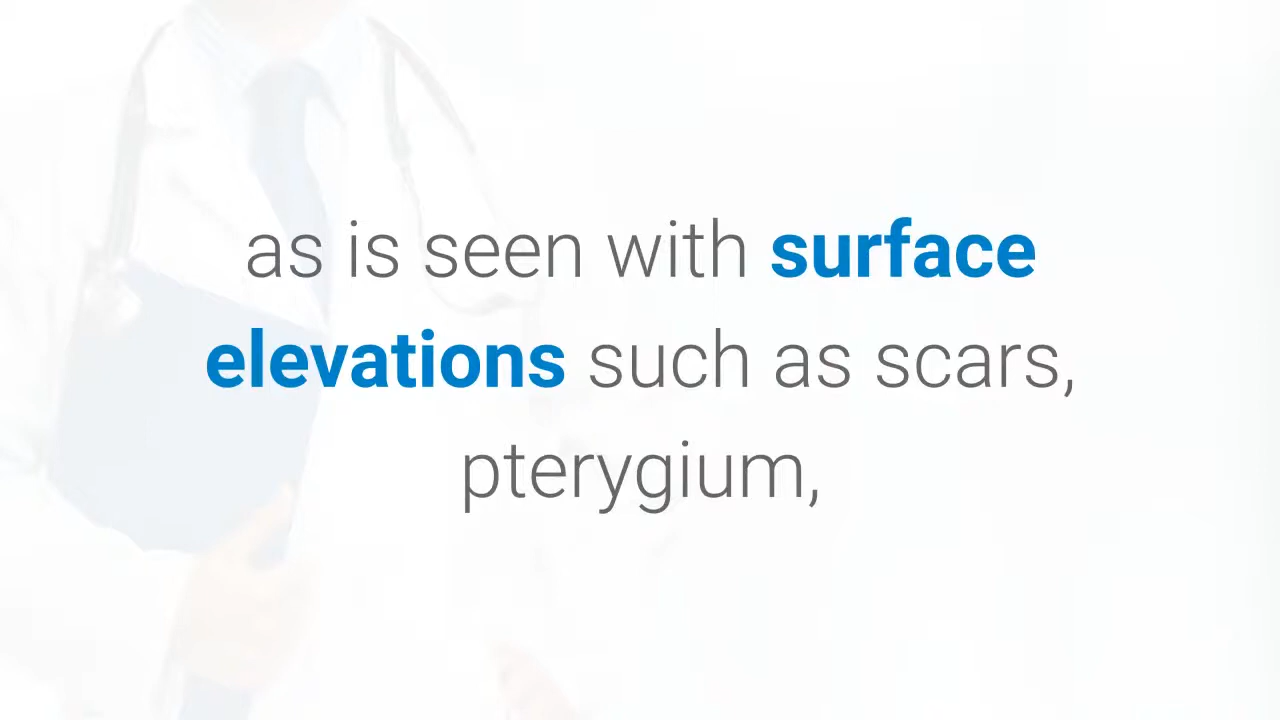 as is seen with surface
elevations such as scars,
pterygium,